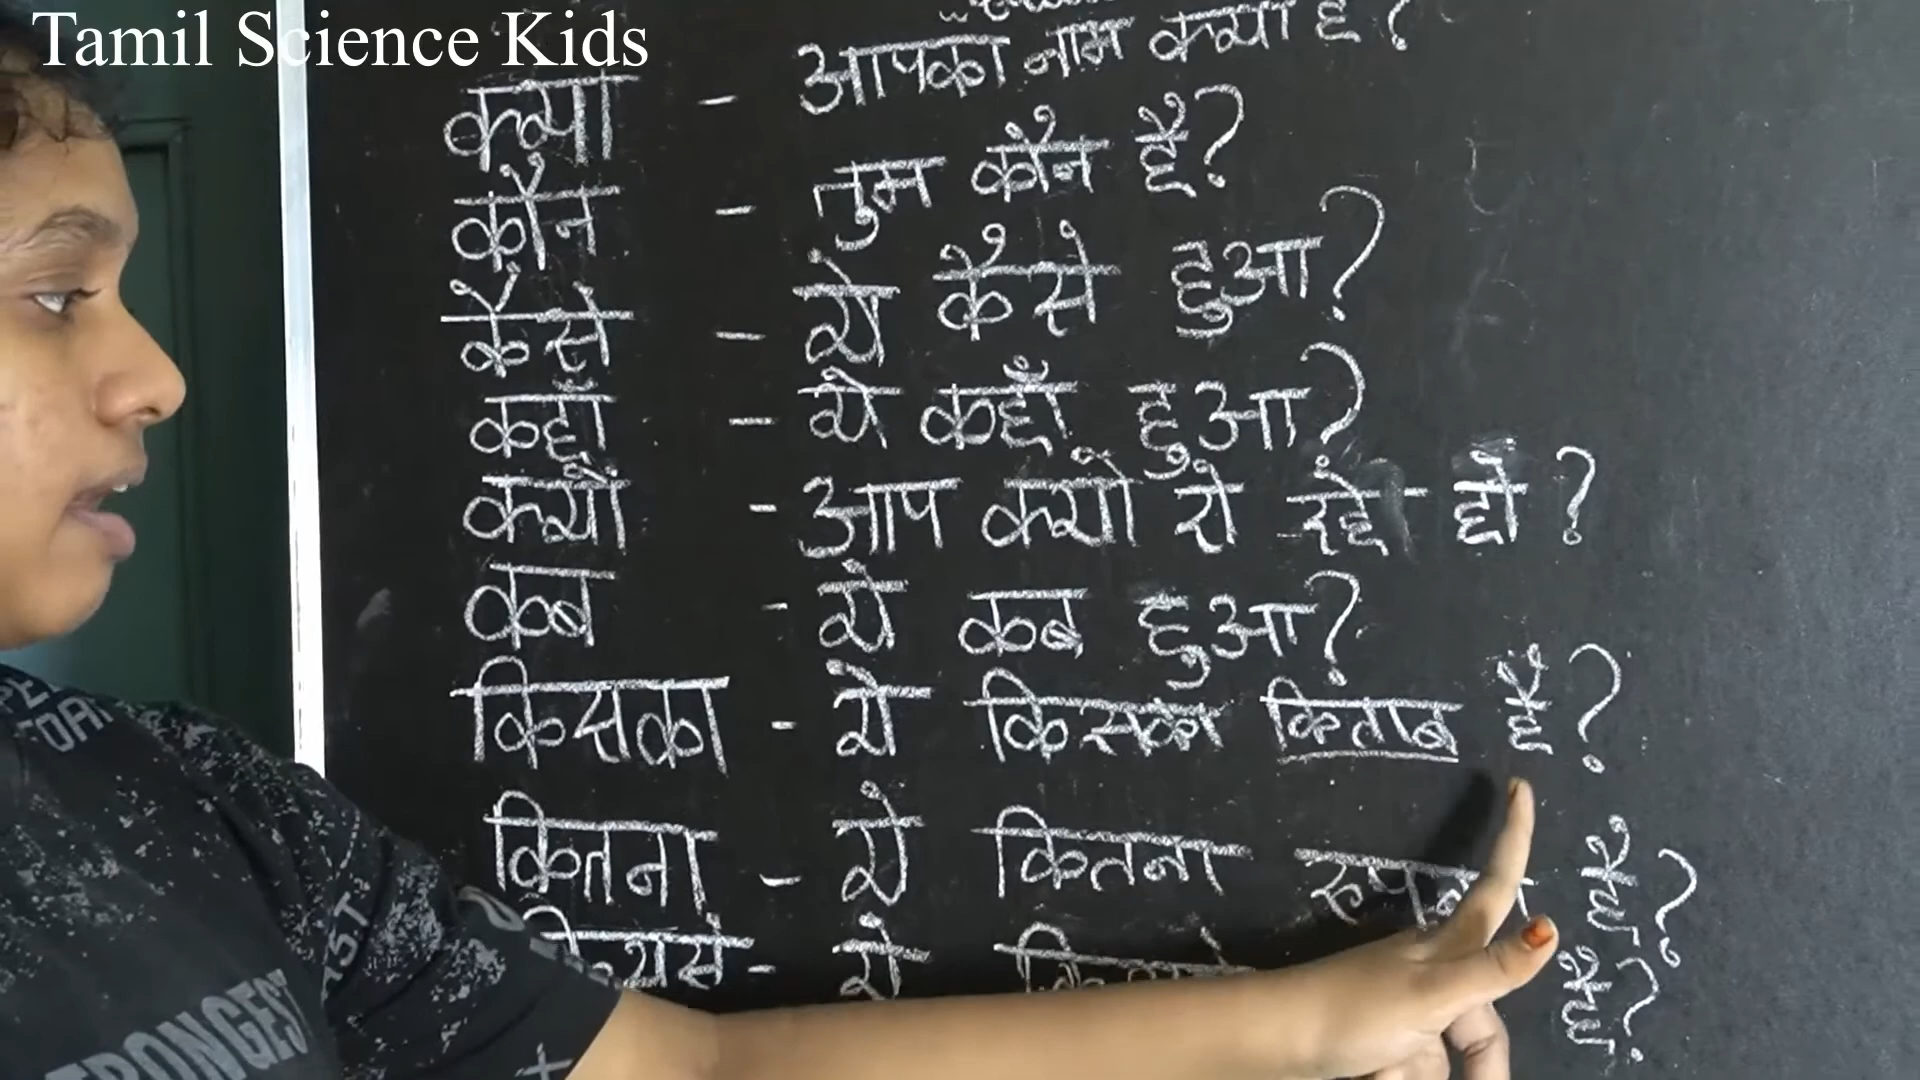 Tamil Science Kids
क्या - आपका नाम क्या है ?
कौन - तुम कौन है?
कैसे - ये कैसे हुआ?
कहाँ - ये कहाँ हुआ?
क्यों - आप क्यों रो रहे हो ?
कब - ये कब हुआ?
किसका - ये किसका किताब है ?
कितना - ये कितना है ?
- ये है ?